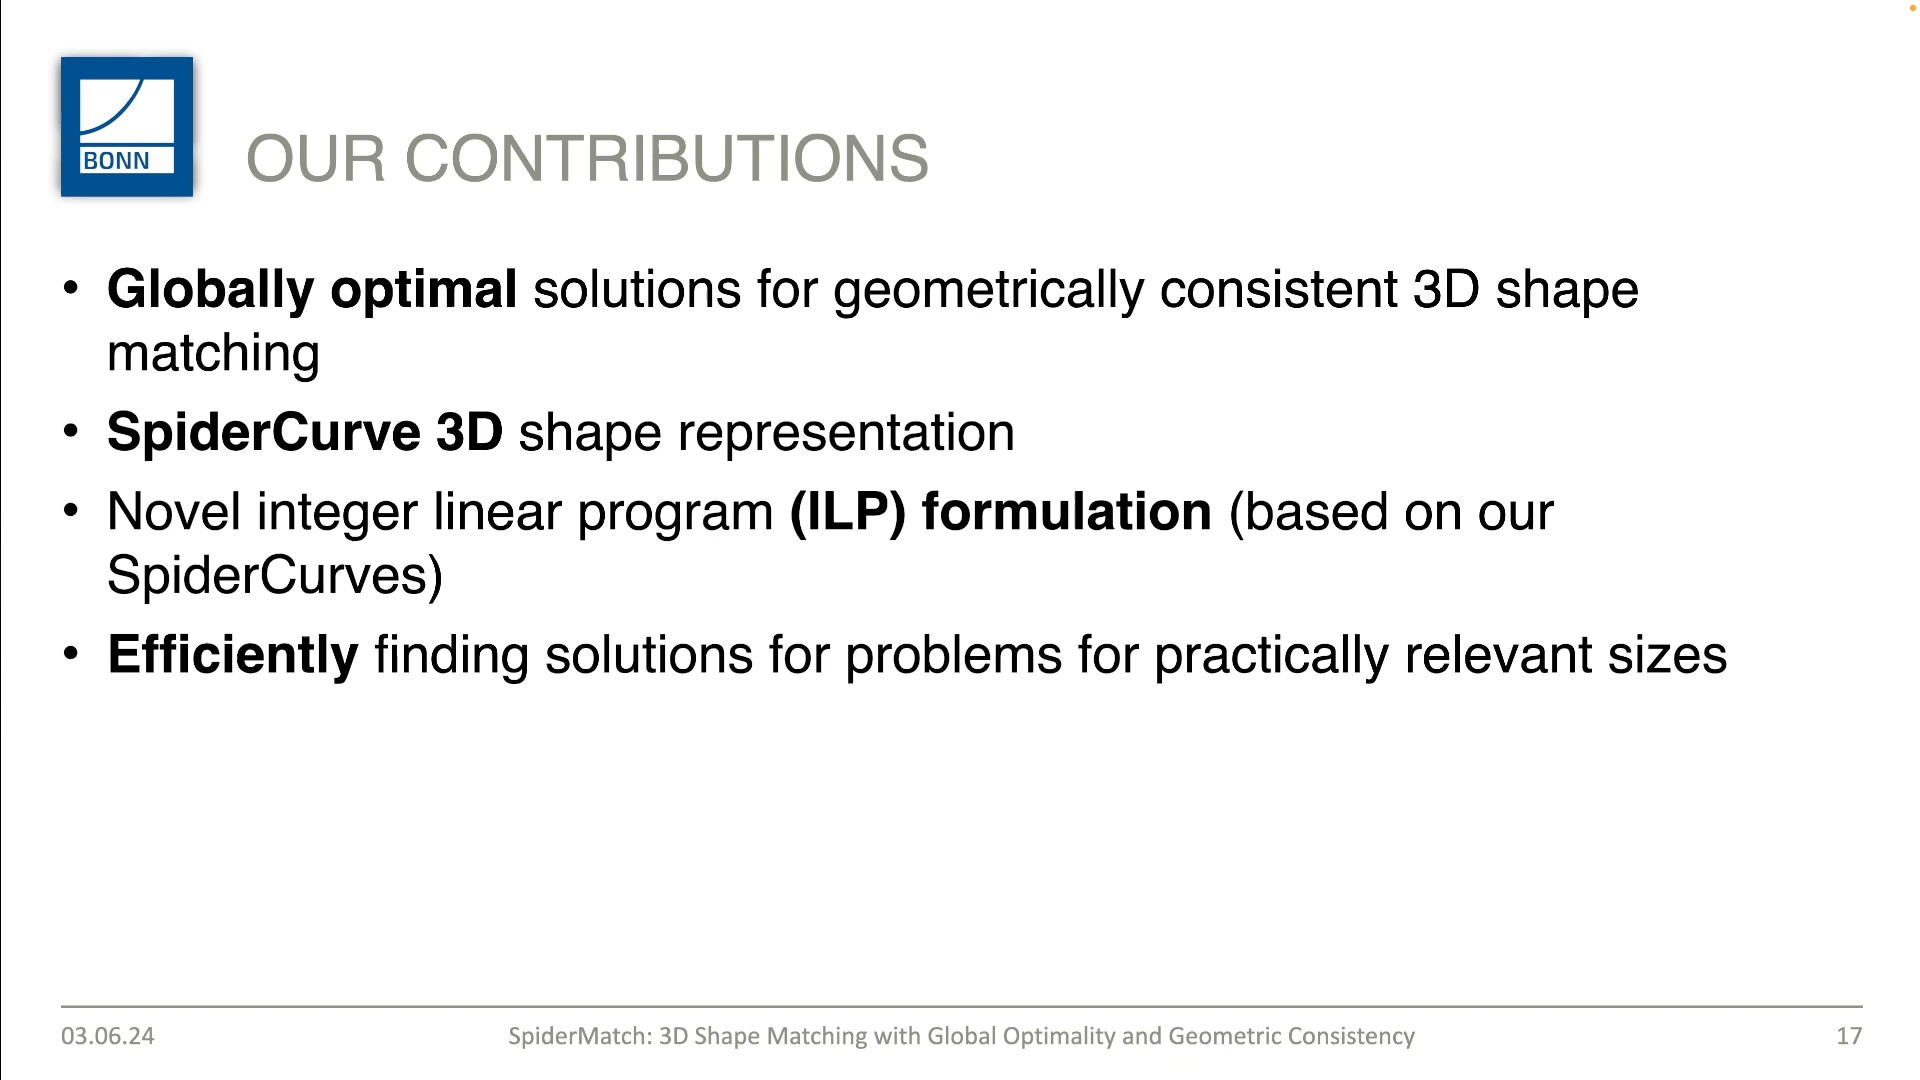 BONN
OUR CONTRIBUTIONS
• Globally optimal solutions for geometrically consistent 3D shape
matching
• SpiderCurve 3D shape representation
• Novel integer linear program (ILP) formulation (based on our
SpiderCurves)
• Efficiently finding solutions for problems for practically relevant sizes
03.06.24
SpiderMatch: 3D Shape Matching with Global Optimality and Geometric Consistency
17